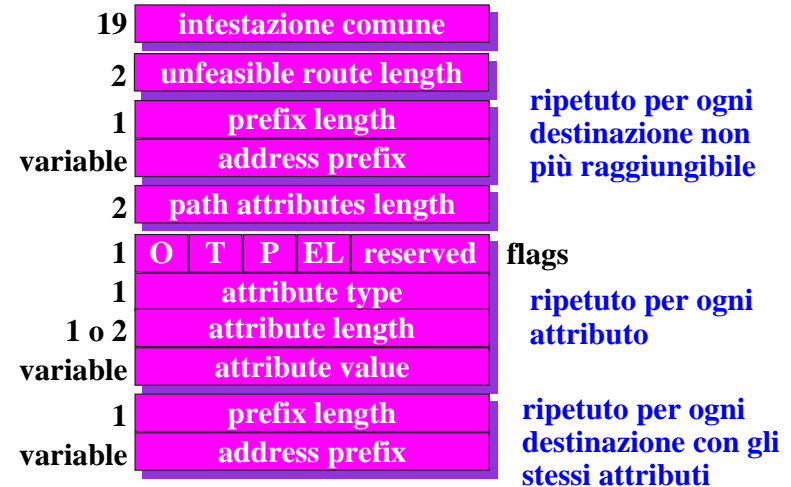 19 intestazione comune
2 unfeasible route length
1 prefix length
variable address prefix
ripetuto per ogni
destinazione non
più raggiungibile
2 path attributes length
1 O T P EL reserved flags
1 attribute type
1 o 2 attribute length
variable attribute value
ripetuto per ogni
attributo
1 prefix length
variable address prefix
ripetuto per ogni
destinazione con gli
stessi attributi